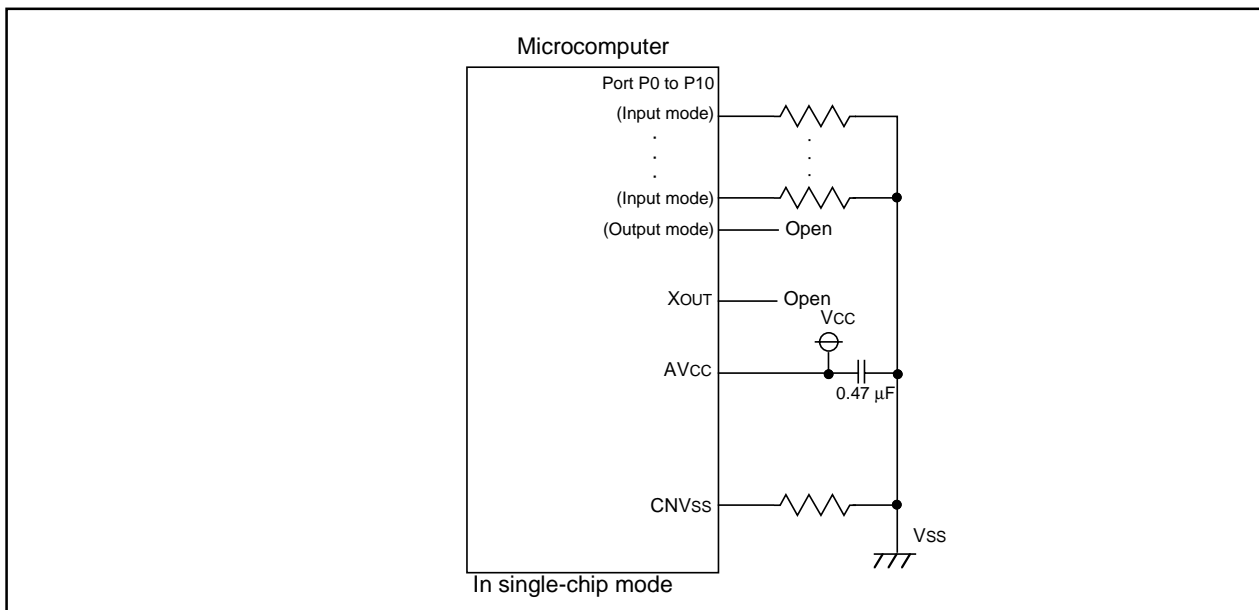 Microcomputer
Port P0 to P10
(Input mode)
.
.
.
.
.
.
(Input mode)
(Output mode)
Open
XOUT
Open
VCC
AVCC
0.47 μF
CNVSS
VSS
In single-chip mode